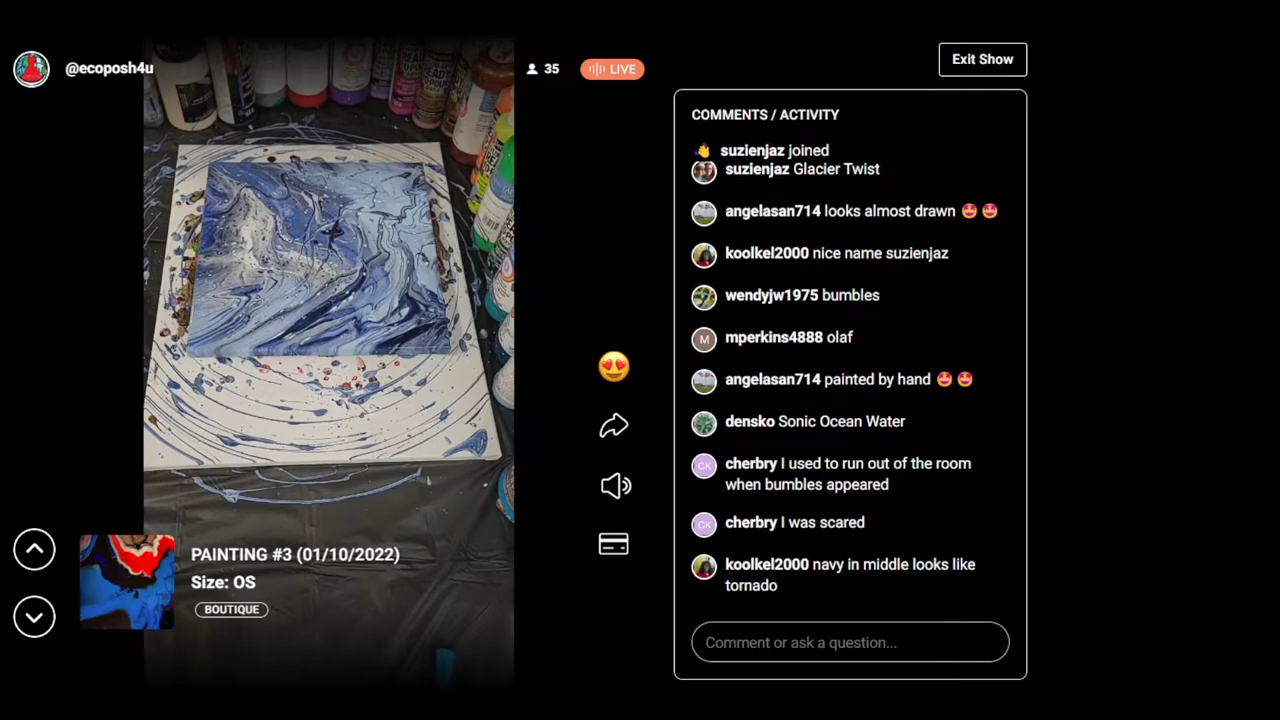 @ecoposh4u
35
LIVE
Exit Show
COMMENTS / ACTIVITY
suzienjaz joined
suzienjaz Glacier Twist
angelasan714 looks almost drawn 🤩 🤩
koolkel2000 nice name suzienjaz
wendyjw1975 bumbles
M
mperkins4888 olaf
angelasan714 painted by hand 🤩 🤩
densko Sonic Ocean Water
CK
cherbry I used to run out of the room
when bumbles appeared
CK
cherbry I was scared
koolkel2000 navy in middle looks like
tornado
Comment or ask a question...
PAINTING #3 (01/10/2022)
Size: OS
BOUTIQUE